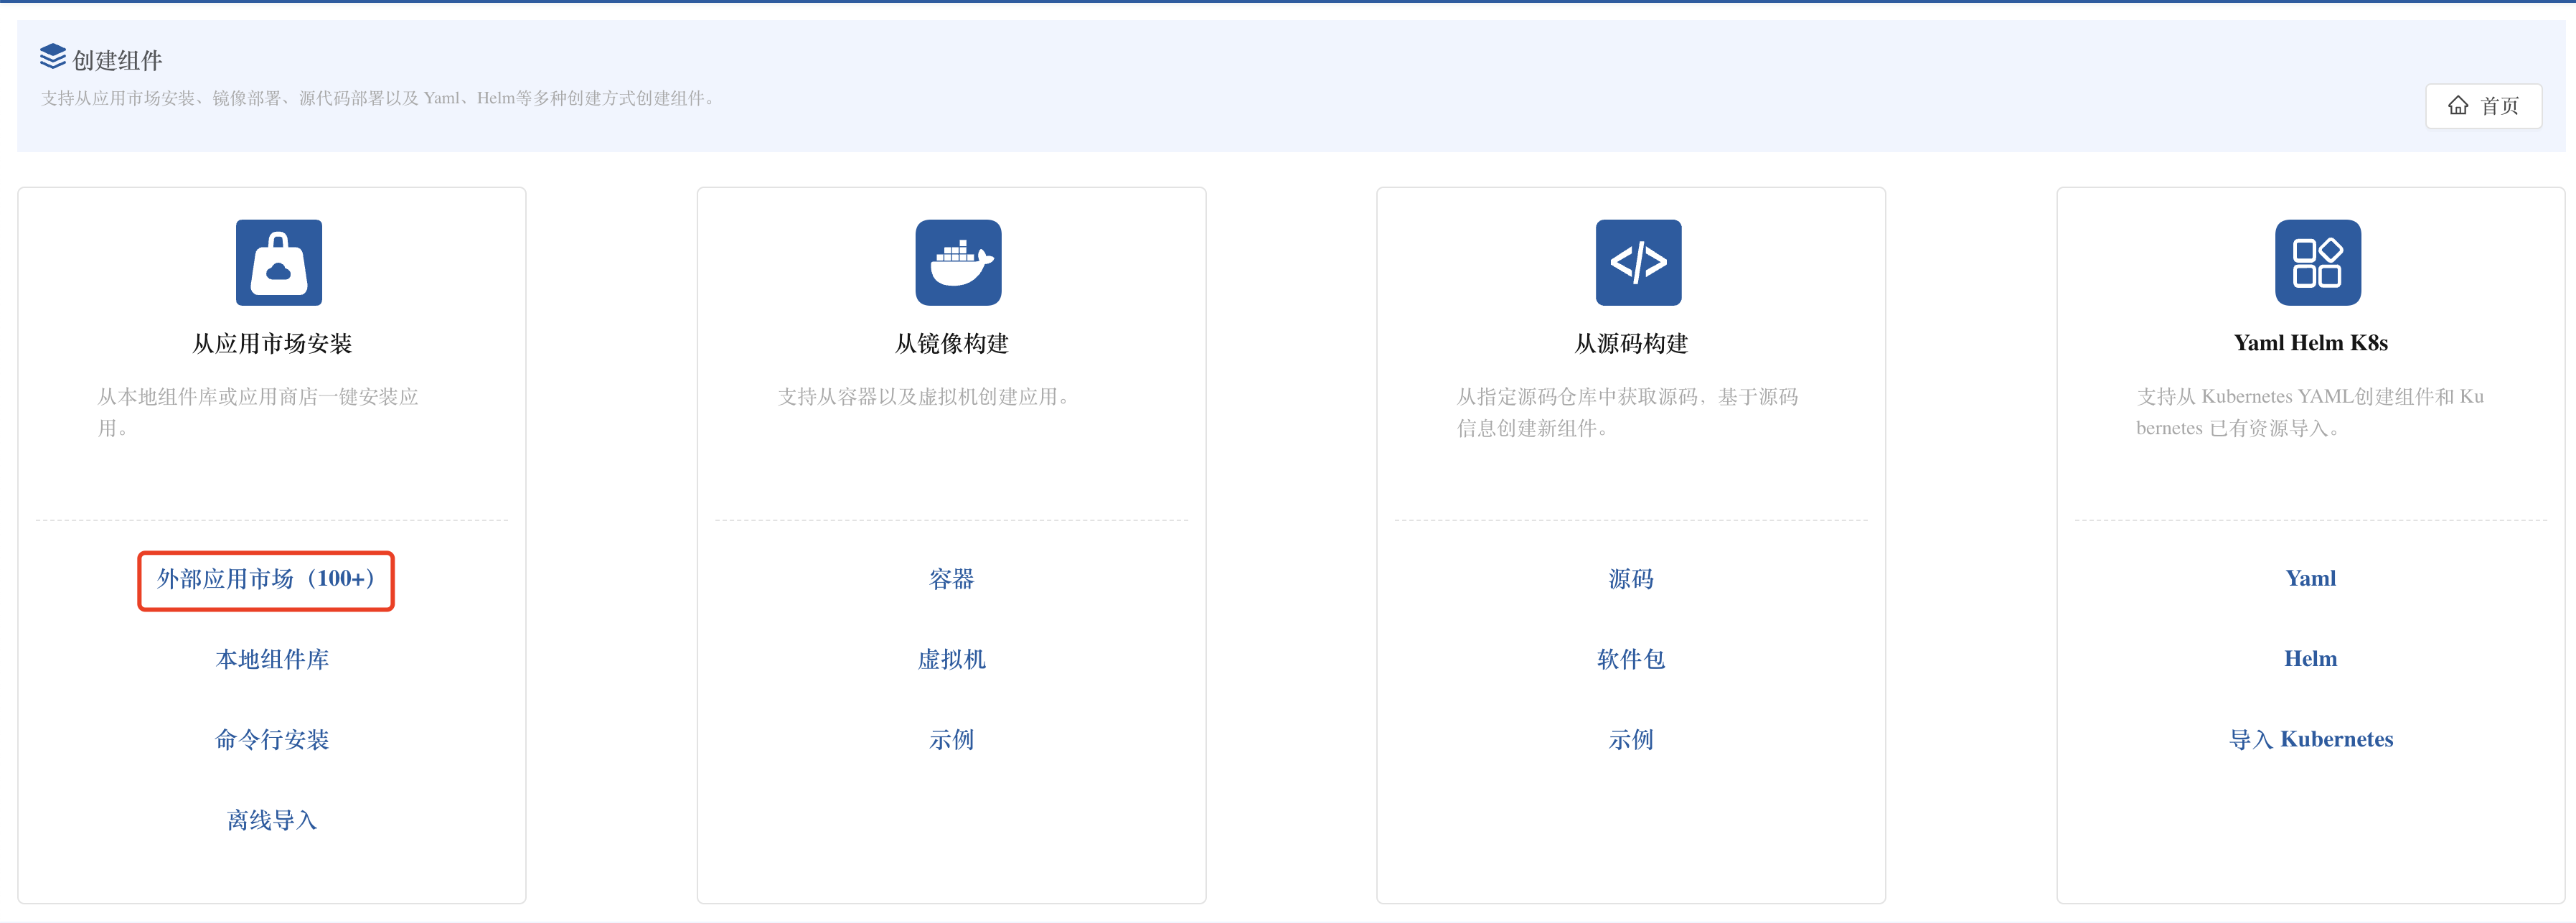 创建组件
支持从应用市场安装、镜像部署、源代码部署以及 Yaml、Helm等多种创建方式创建组件。
首页
从应用市场安装
从本地组件库或应用商店一键安装应
用。
外部应用市场（100+）
本地组件库
命令行安装
离线导入
从镜像构建
支持从容器以及虚拟机创建应用。
容器
虚拟机
示例
从源码构建
从指定源码仓库中获取源码，基于源码
信息创建新组件。
源码
软件包
示例
Yaml Helm K8s
支持从 Kubernetes YAML创建组件和 Ku
bernetes 已有资源导入。
Yaml
Helm
导入 Kubernetes